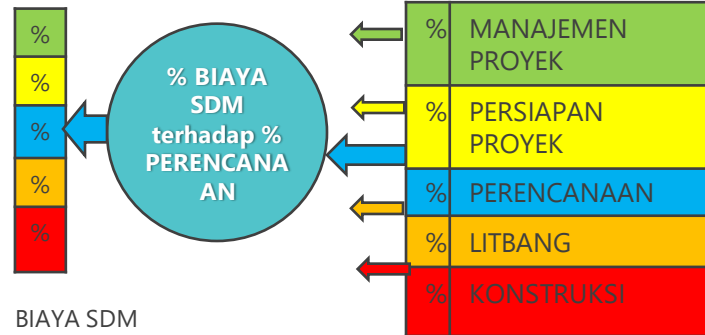 %
%
%
%
%
BIAYA SDM
% BIAYA
SDM
terhadap %
PERENCANA
AN
% MANAJEMEN
PROYEK
% PERSIAPAN
PROYEK
% PERENCANAAN
% LITBANG
% KONSTRUKSI